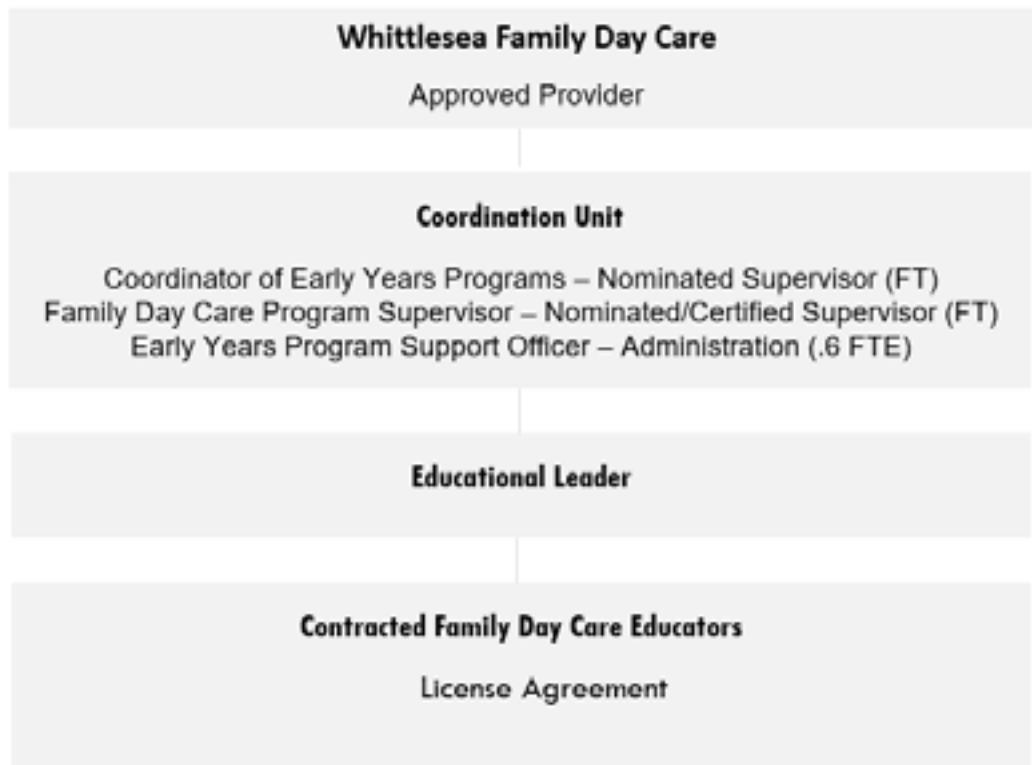 Whittlesea Family Day Care
Approved Provider
Coordination Unit
Coordinator of Early Years Programs – Nominated Supervisor (FT)
Family Day Care Program Supervisor – Nominated/Certified Supervisor (FT)
Early Years Program Support Officer – Administration (.6 FTE)
Educational Leader
Contracted Family Day Care Educators
License Agreement